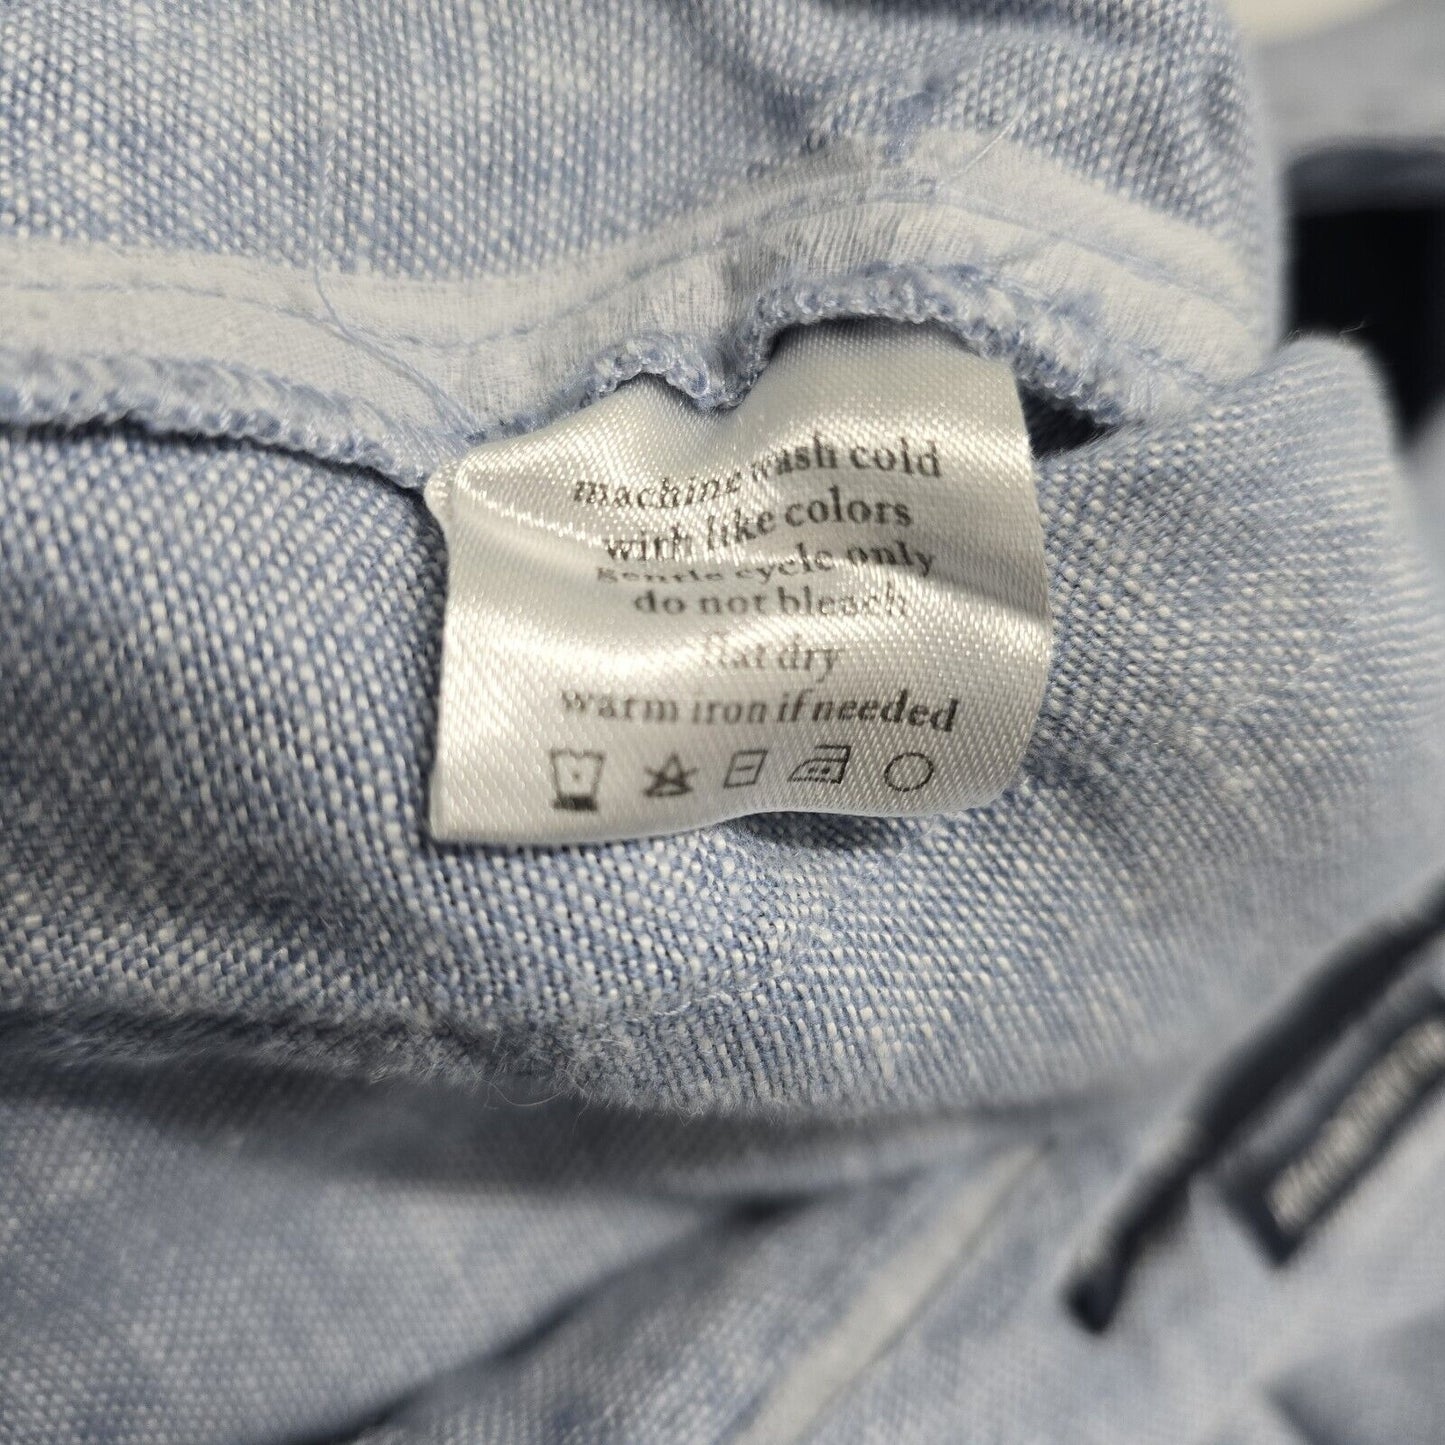 machine wash cold
with like colors
gentle cycle only
do not bleach
flat dry
warm iron if needed